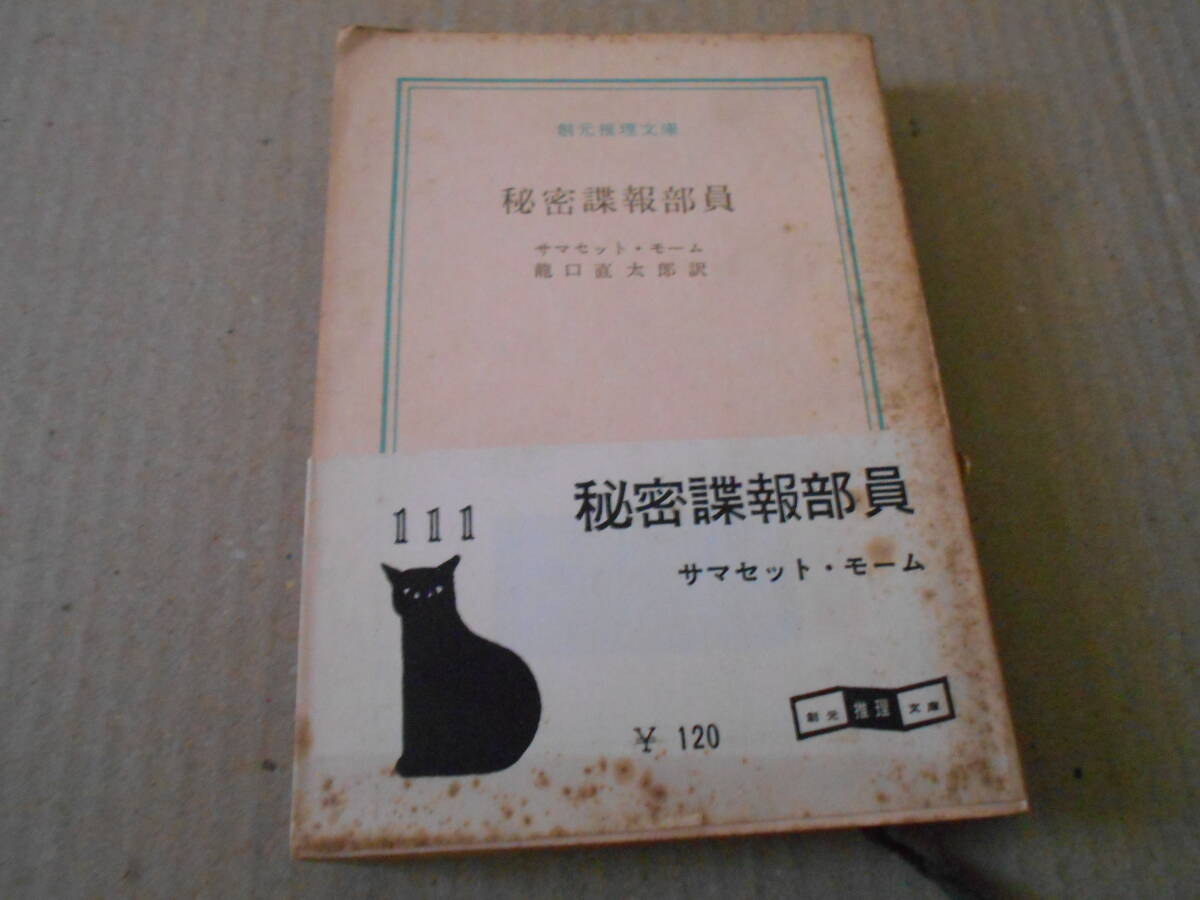 創元推理文庫
秘密諜報部員
サマセット・モーム
龍口直太郎訳
111
秘密諜報部員
サマセット・モーム
¥ 120
創元 推理 文庫